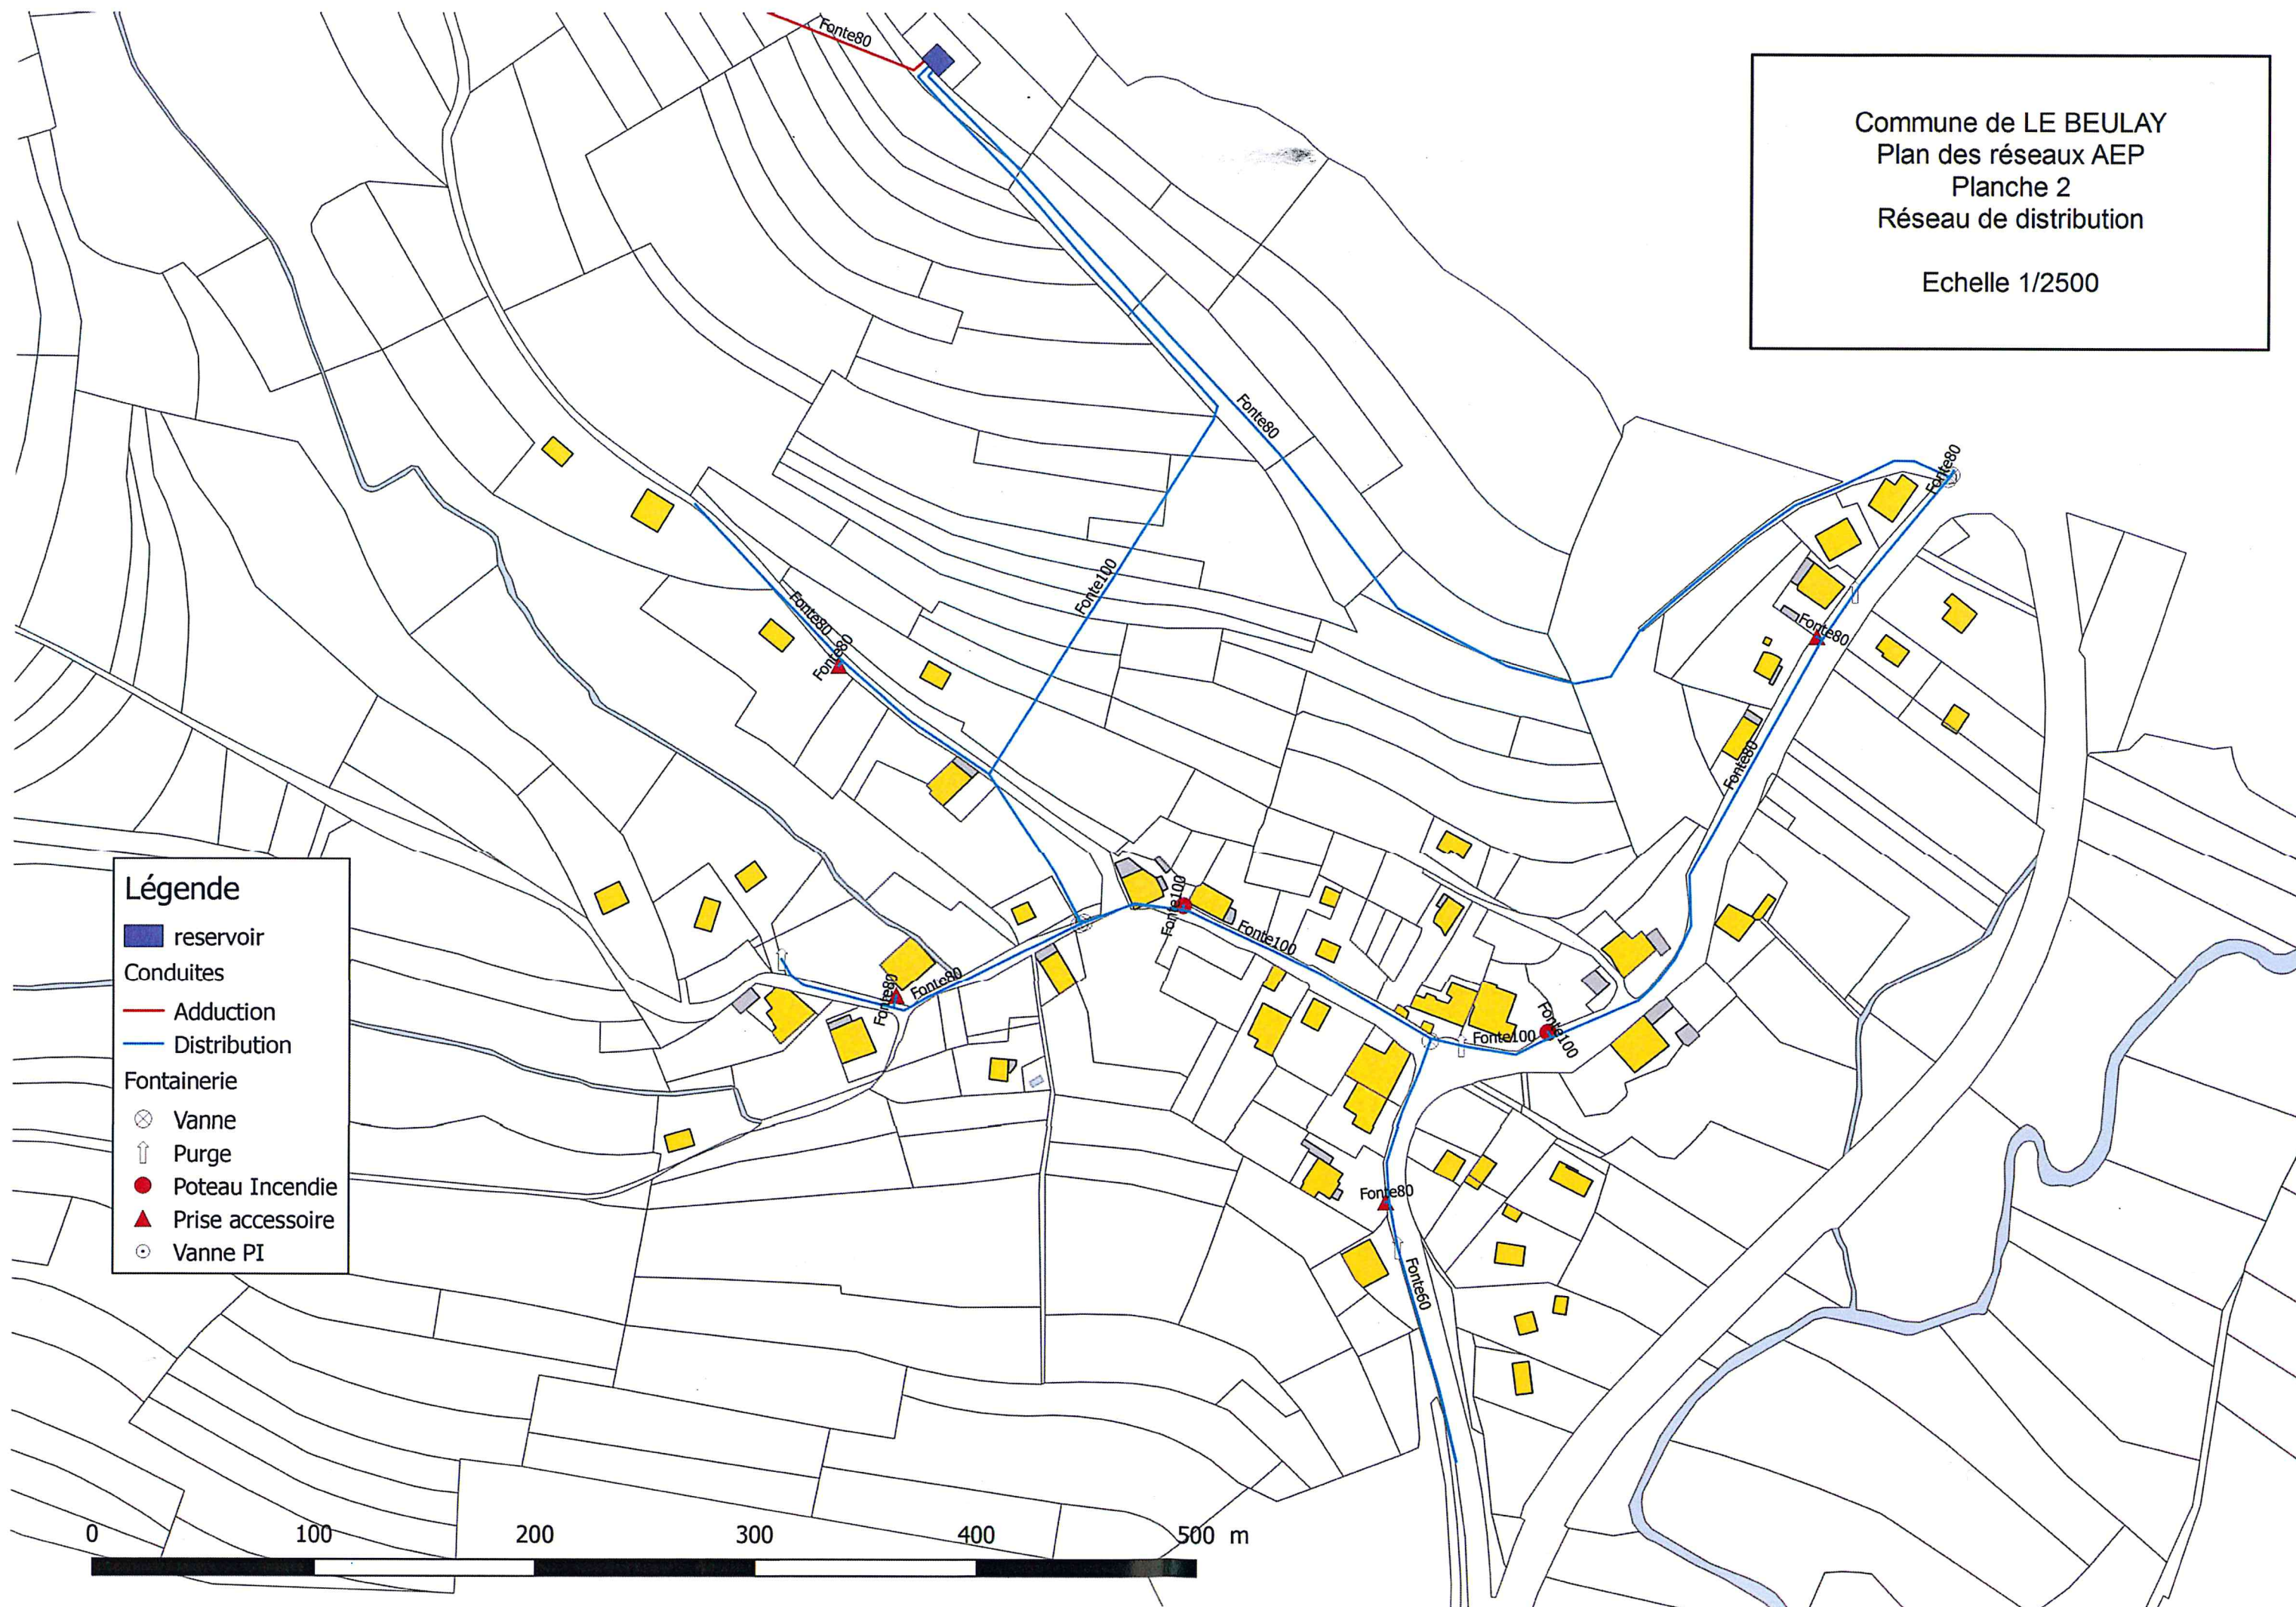 Fonte80
Commune de LE BEULAY
Plan des réseaux AEP
Planche 2
Réseau de distribution
Echelle 1/2500
Fonte80
Fonte80
Fonte100
Fonte80
Fonte80
Fonte80
Fonte80
Fonte100
Fonte100
Fonte80
Fonte80
Fonte100
Fonte100
Fonte80
Fonte60
Légende
reservoir
Conduites
Adduction
Distribution
Fontainerie
Vanne
Purge
Poteau Incendie
Prise accessoire
Vanne PI
0 100 200 300 400 500 m